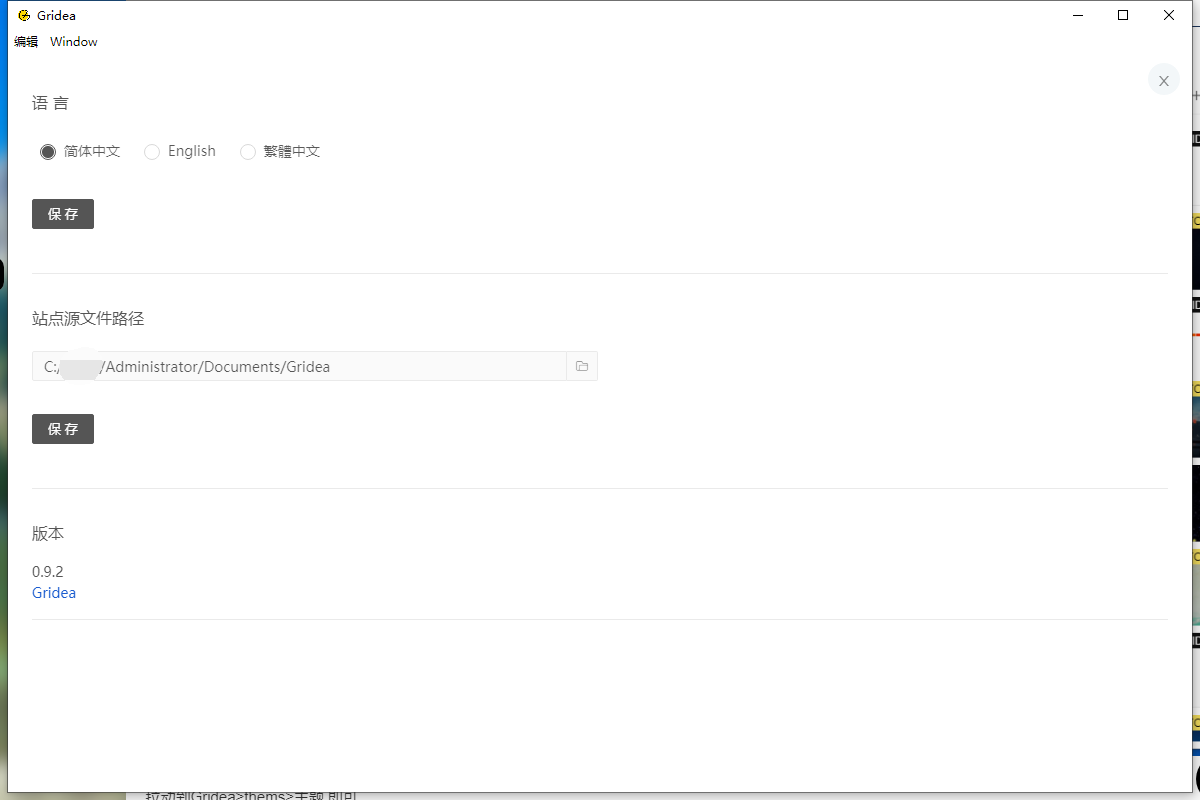 Gridea
编辑 Window
X
语 言
简体中文 English 繁體中文
保 存
站点源文件路径
C:/ /Administrator/Documents/Gridea
保 存
版本
0.9.2
Gridea
拉动到Gridea>thems>主题 即可